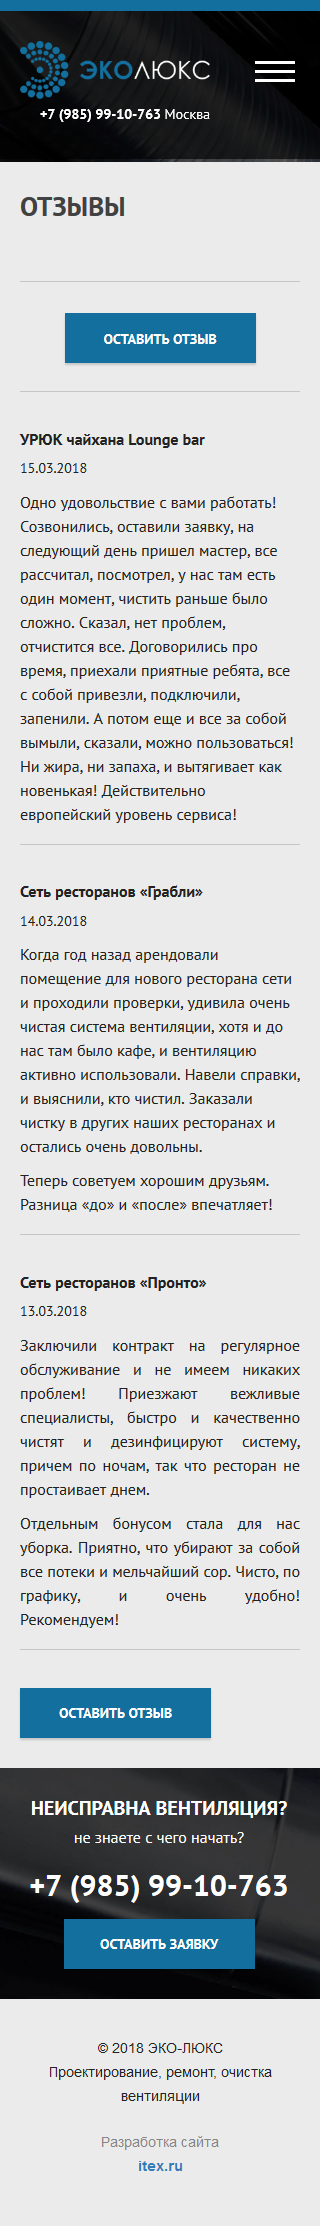 ЭКОЛЮКС
+7 (985) 99-10-763 Москва
ОТЗЫВЫ
ОСТАВИТЬ ОТЗЫВ
УРЮК чайхана Lounge bar
15.03.2018
Одно удовольствие с вами работать!
Созвонились, оставили заявку, на
следующий день пришел мастер, все
рассчитал, посмотрел, у нас там есть
один момент, чистить раньше было
сложно. Сказал, нет проблем,
отчистится все. Договорились про
время, приехали приятные ребята, все
с собой привезли, подключили,
запенили. А потом еще и все за собой
вымыли, сказали, можно пользоваться!
Ни жира, ни запаха, и вытягивает как
новенькая! Действительно
европейский уровень сервиса!
Сеть ресторанов «Грабли»
14.03.2018
Когда год назад арендовали
помещение для нового ресторана сети
и проходили проверки, удивила очень
чистая система вентиляции, хотя и до
нас там было кафе, и вентиляцию
активно использовали. Навели справки,
и выяснили, кто чистил. Заказали
чистку в других наших ресторанах и
остались очень довольны.
Теперь советуем хорошим друзьям.
Разница «до» и «после» впечатляет!
Сеть ресторанов «Пронто»
13.03.2018
Заключили контракт на регулярное
обслуживание и не имеем никаких
проблем! Приезжают вежливые
специалисты, быстро и качественно
чистят и дезинфицируют систему,
причем по ночам, так что ресторан не
простаивает днем.
Отдельным бонусом стала для нас
уборка. Приятно, что убирают за собой
все потеки и мельчайший сор. Чисто, по
графику, и очень удобно!
Рекомендуем!
ОСТАВИТЬ ОТЗЫВ
НЕИСПРАВНА ВЕНТИЛЯЦИЯ?
не знаете с чего начать?
+7 (985) 99-10-763
ОСТАВИТЬ ЗАЯВКУ
© 2018 ЭКО-ЛЮКС
Проектирование, ремонт, очистка
вентиляции
Разработка сайта
itex.ru